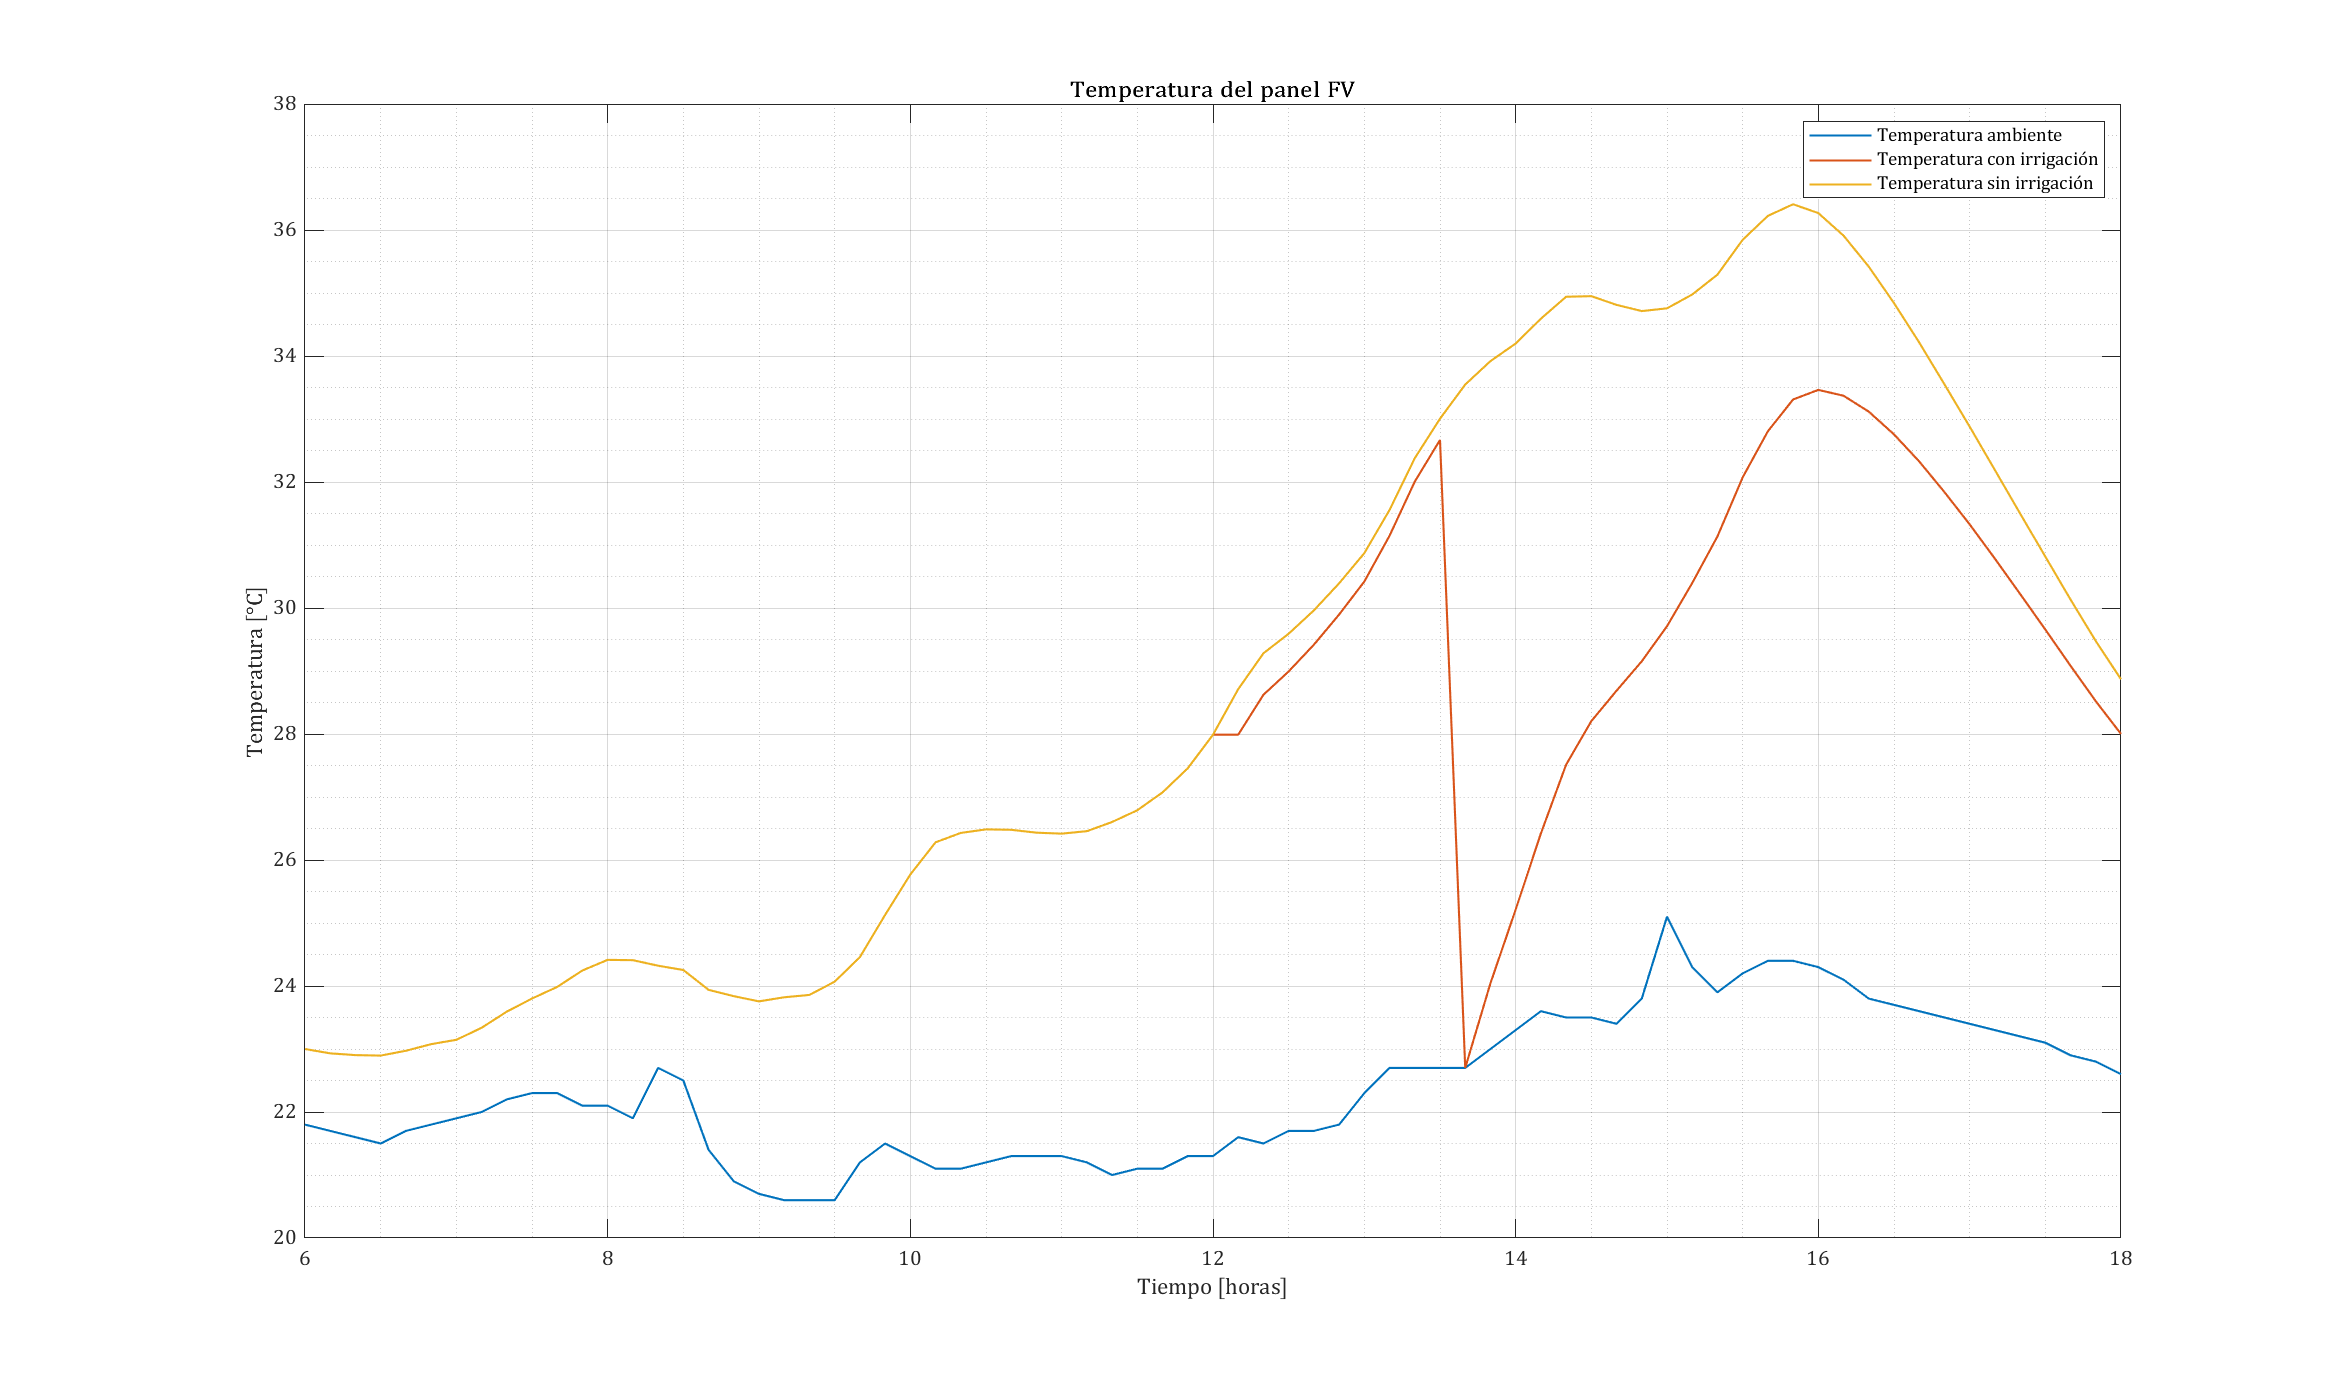 Temperatura del panel FV
38
36
34
32
30
28
26
24
22
20
Temperatura [°C]
Temperatura ambiente
Temperatura con irrigación
Temperatura sin irrigación
6 8 10 12 14 16 18
Tiempo [horas]